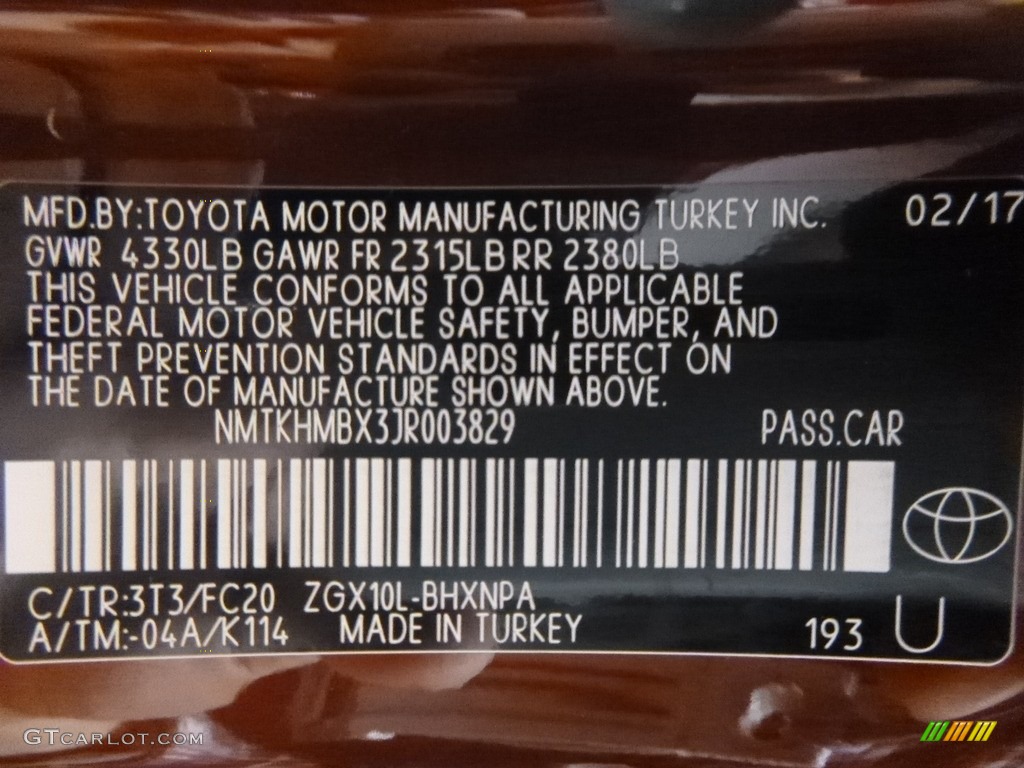 MFD.BY:TOYOTA MOTOR MANUFACTURING TURKEY INC. 02/17
GVWR 4330LB GAWR FR 2315LB RR 2380LB
THIS VEHICLE CONFORMS TO ALL APPLICABLE
FEDERAL MOTOR VEHICLE SAFETY, BUMPER, AND
THEFT PREVENTION STANDARDS IN EFFECT ON
THE DATE OF MANUFACTURE SHOWN ABOVE.
NMTKHMBX3JR003829 PASS.CAR
C/TR:3T3/FC20 ZGX10L-BHXNPA
A/TM:-04A/K114 MADE IN TURKEY 193 U
GTCARLOT.COM